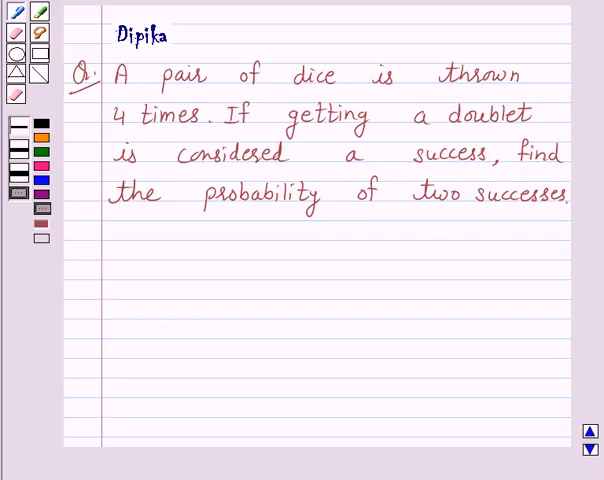 Dipika
Q. A pair of dice is thrown
4 times. If getting a doublet
is considered a success, find
the probability of two successes.